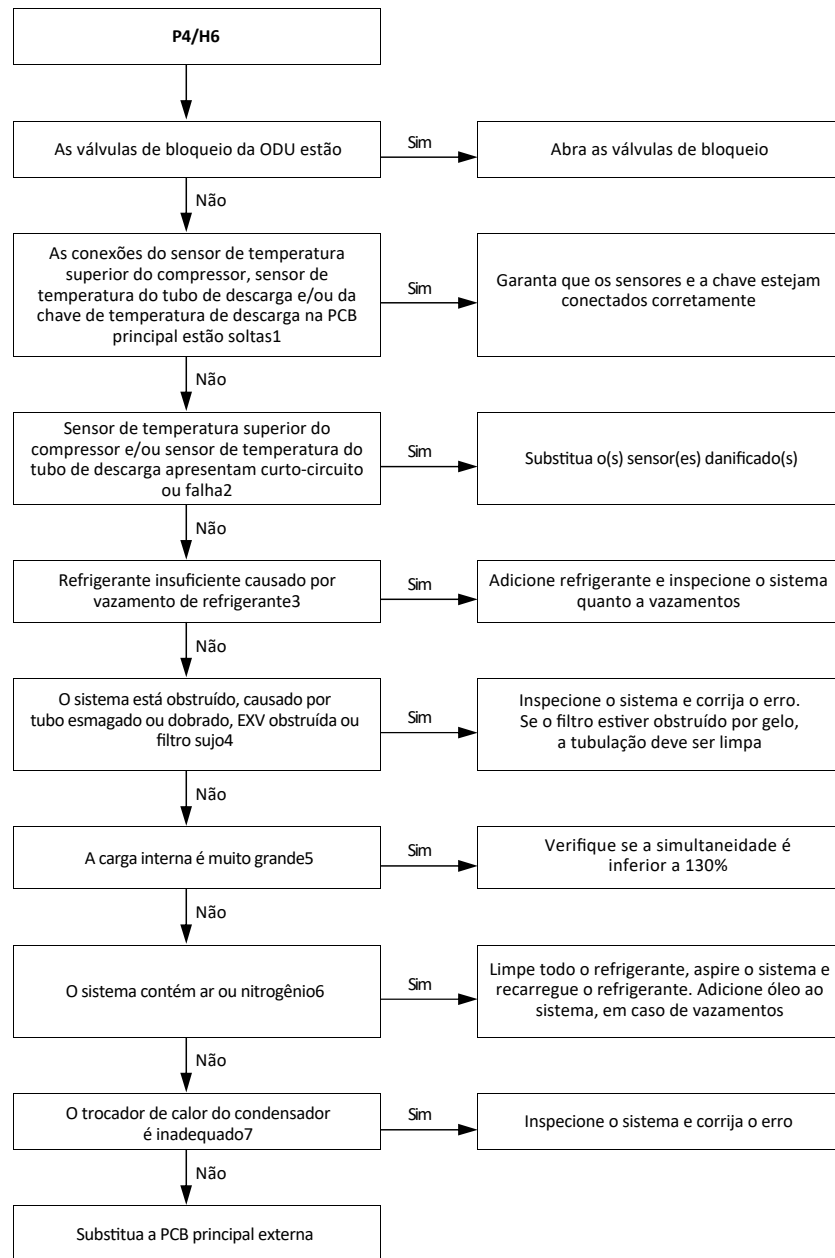 P4/H6
As válvulas de bloqueio da ODU estão
Sim
Abra as válvulas de bloqueio
Não
As conexões do sensor de temperatura
superior do compressor, sensor de
temperatura do tubo de descarga e/ou da
chave de temperatura de descarga na PCB
principal estão soltas1
Sim
Garanta que os sensores e a chave estejam
conectados corretamente
Não
Sensor de temperatura superior do
compressor e/ou sensor de temperatura do
tubo de descarga apresentam curto-circuito
ou falha2
Sim
Substitua o(s) sensor(es) danificado(s)
Não
Refrigerante insuficiente causado por
vazamento de refrigerante3
Sim
Adicione refrigerante e inspecione o sistema
quanto a vazamentos
Não
O sistema está obstruído, causado por
tubo esmagado ou dobrado, EXV obstruída ou
filtro sujo4
Sim
Inspecione o sistema e corrija o erro.
Se o filtro estiver obstruído por gelo,
a tubulação deve ser limpa
Não
A carga interna é muito grande5
Sim
Verifique se a simultaneidade é
inferior a 130%
Não
O sistema contém ar ou nitrogênio6
Sim
Limpe todo o refrigerante, aspire o sistema e
recarregue o refrigerante. Adicione óleo ao
sistema, em caso de vazamentos
Não
O trocador de calor do condensador
é inadequado7
Sim
Inspecione o sistema e corrija o erro
Não
Substitua a PCB principal externa